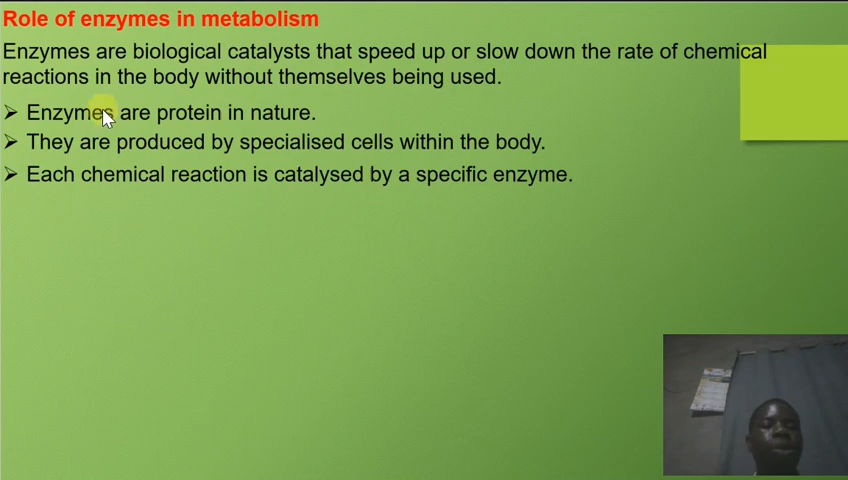 Role of enzymes in metabolism
Enzymes are biological catalysts that speed up or slow down the rate of chemical
reactions in the body without themselves being used.
➢ Enzymes are protein in nature.
➢ They are produced by specialised cells within the body.
➢ Each chemical reaction is catalysed by a specific enzyme.